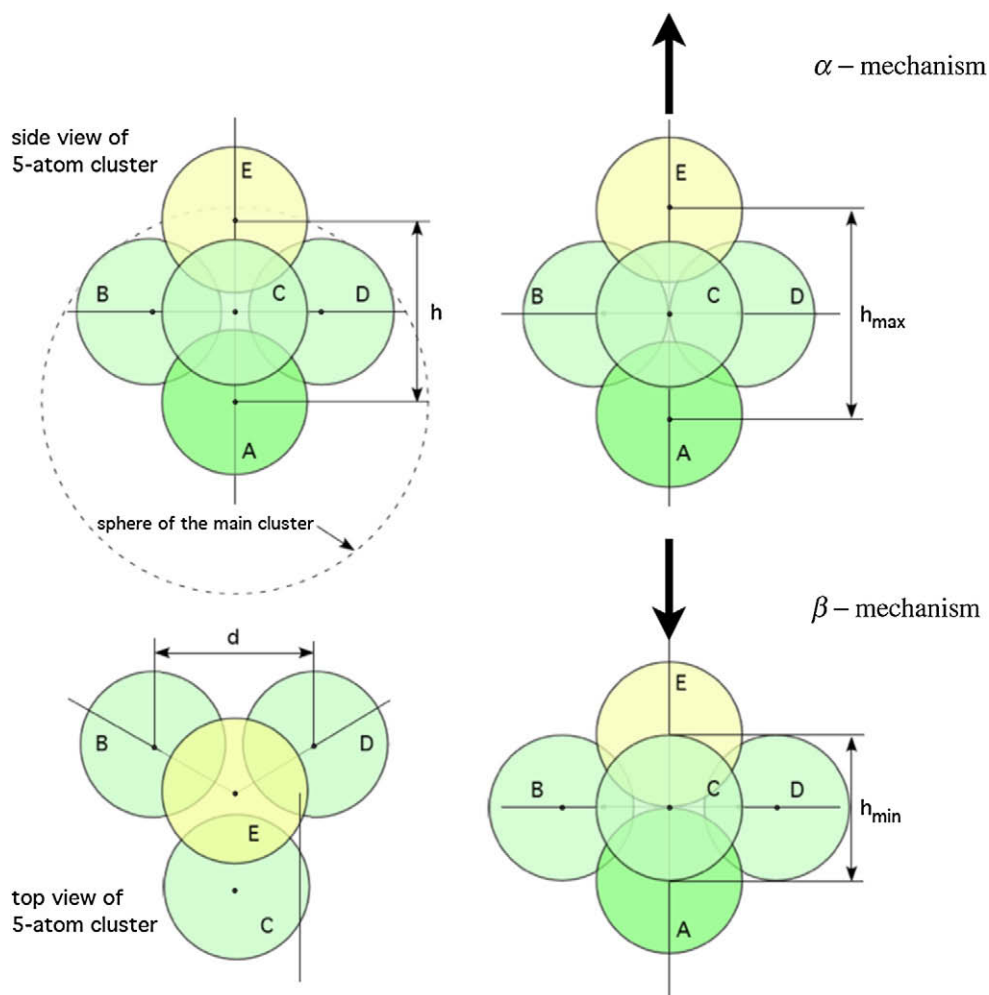 α – mechanism
side view of
5-atom cluster
E
B
C
D
h
A
sphere of the main cluster
E
B
C
D
h_max
A
β – mechanism
d
B
D
E
C
top view of
5-atom cluster
E
B
C
D
h_min
A